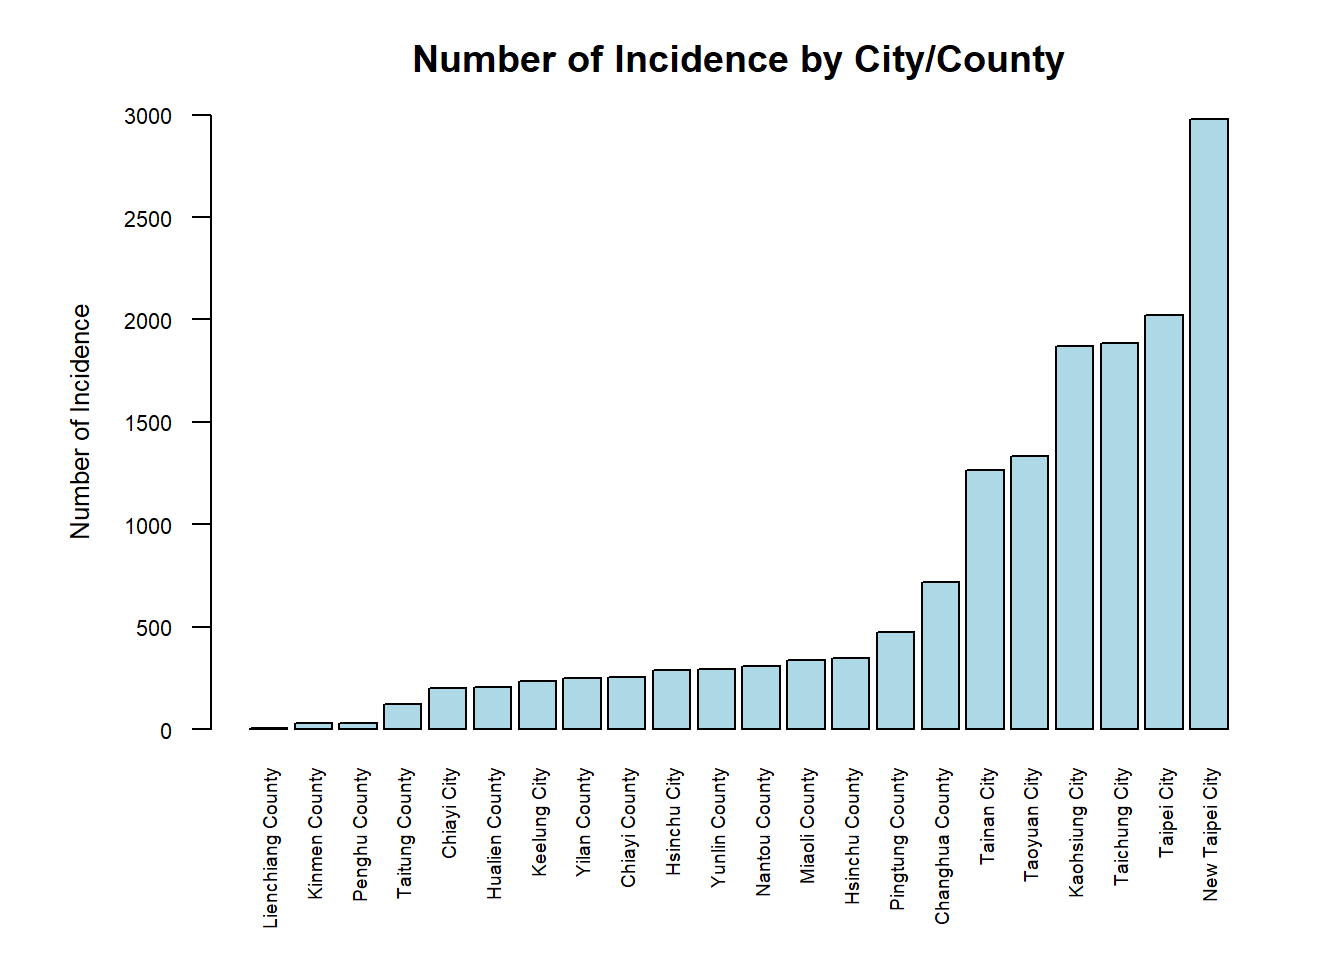 Number of Incidence by City/County
Number of Incidence
3000
2500
2000
1500
1000
500
0
Lienchiang County
Kinmen County
Penghu County
Taitung County
Chiayi City
Hualien County
Keelung City
Yilan County
Chiayi County
Hsinchu City
Yunlin County
Nantou County
Miaoli County
Hsinchu County
Pingtung County
Changhua County
Tainan City
Taoyuan City
Kaohsiung City
Taichung City
Taipei City
New Taipei City